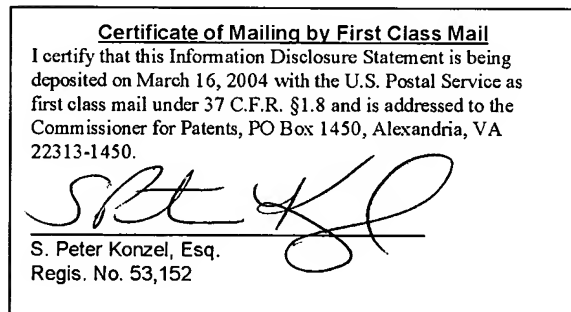 Certificate of Mailing by First Class Mail
I certify that this Information Disclosure Statement is being
deposited on March 16, 2004 with the U.S. Postal Service as
first class mail under 37 C.F.R. §1.8 and is addressed to the
Commissioner for Patents, PO Box 1450, Alexandria, VA
22313-1450.
S. Peter Konzel, Esq.
Regis. No. 53,152